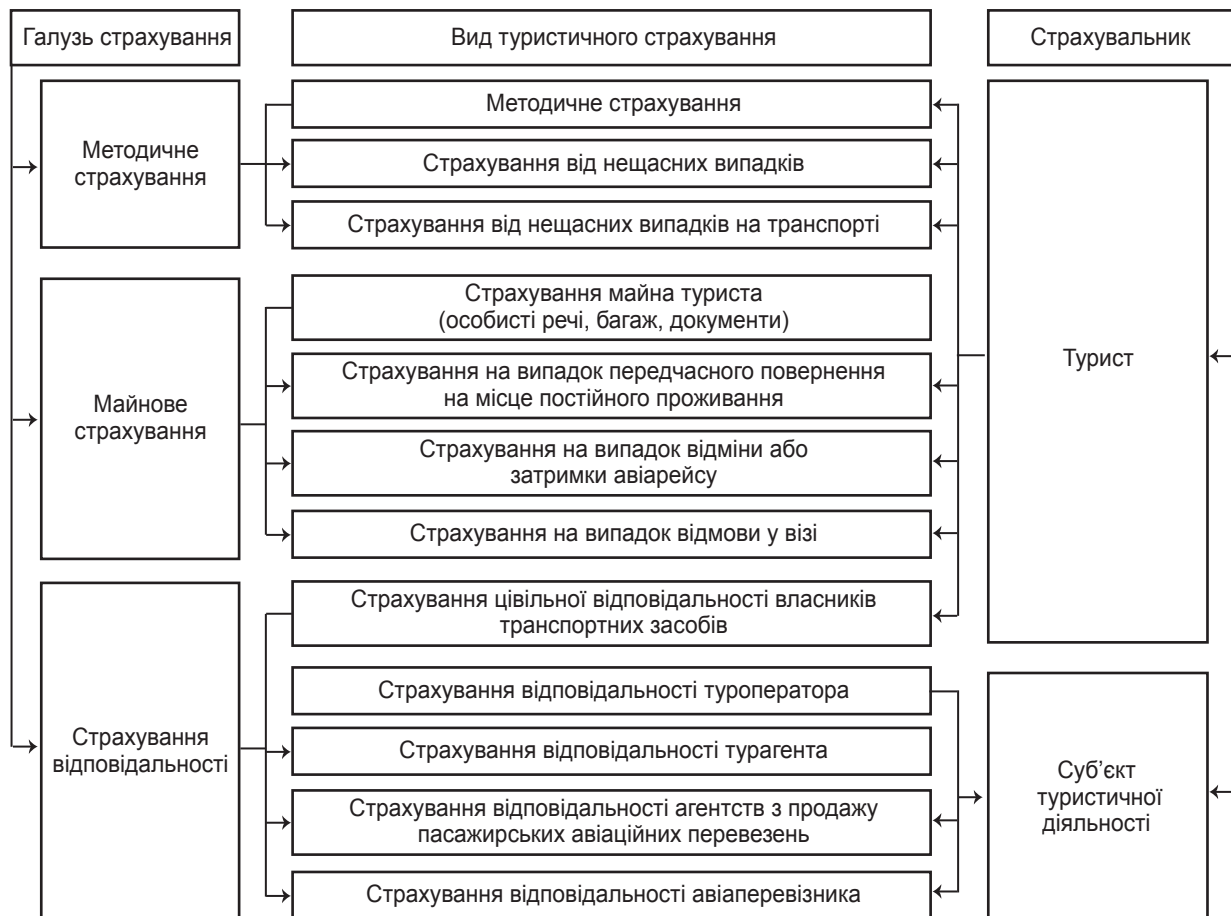 Галузь страхування
Вид туристичного страхування
Страхувальник
Методичне
страхування
Методичне страхування
Страхування від нещасних випадків
Страхування від нещасних випадків на транспорті
Майнове
страхування
Страхування майна туриста
(особисті речі, багаж, документи)
Страхування на випадок передчасного повернення
на місце постійного проживання
Страхування на випадок відміни або
затримки авіарейсу
Страхування на випадок відмови у візі
Турист
Страхування
відповідальності
Страхування цівільної відповідальності власників
транспортних засобів
Страхування відповідальності туроператора
Страхування відповідальності турагента
Страхування відповідальності агентств з продажу
пасажирських авіаційних перевезень
Страхування відповідальності авіаперевізника
Суб’єкт
туристичної
діяльності